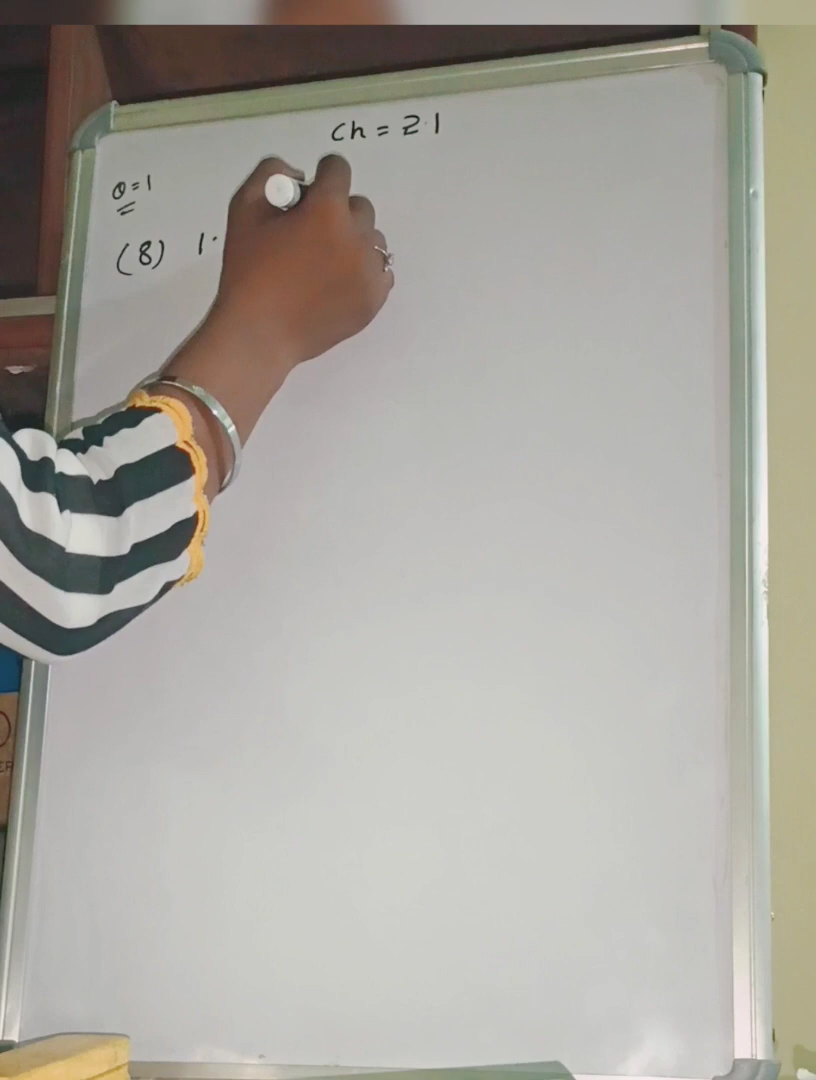 Ch = 2.1
Q=1
(8) 1.